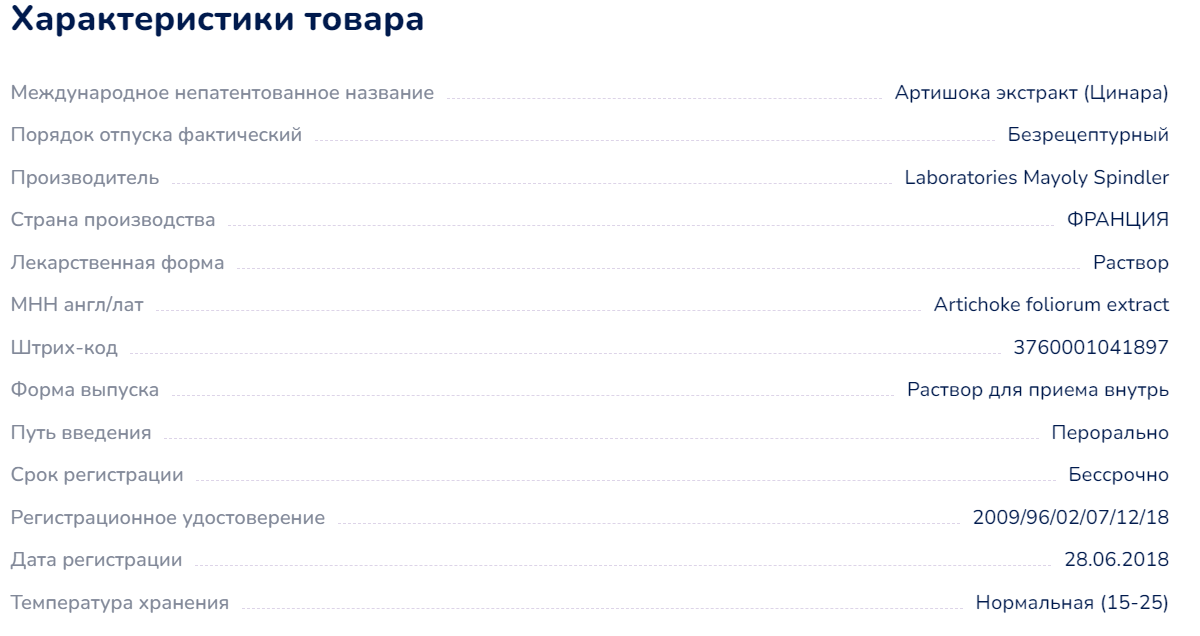 Характеристики товара
Международное непатентованное название Артишока экстракт (Цинара)
Порядок отпуска фактический Безрецептурный
Производитель Laboratories Mayoly Spindler
Страна производства ФРАНЦИЯ
Лекарственная форма Раствор
МНН англ/лат Artichoke foliorum extract
Штрих-код 3760001041897
Форма выпуска Раствор для приема внутрь
Путь введения Перорально
Срок регистрации Бессрочно
Регистрационное удостоверение 2009/96/02/07/12/18
Дата регистрации 28.06.2018
Температура хранения Нормальная (15-25)